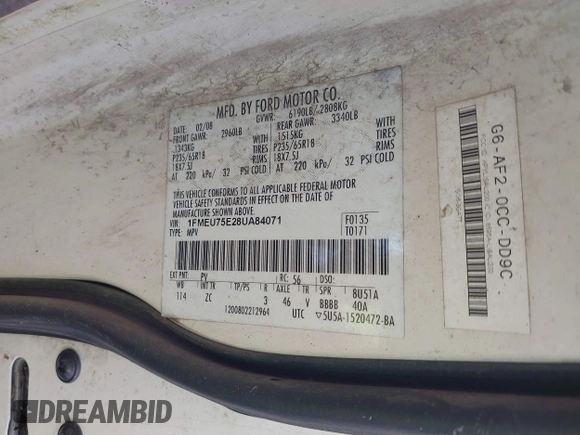 MFD. BY FORD MOTOR CO.
DATE: 02/08 GVWR: 6190LB/ 2808KG
FRONT GAWR: 2960LB REAR GAWR: 3340LB
1343KG WITH 1515KG WITH
P235/65R18 TIRES P235/65R18 TIRES
18X7.5J RIMS 18X7.5J RIMS
AT 220 kPa/ 32 PSI COLD AT 220 kPa/ 32 PSI COLD
THIS VEHICLE CONFORMS TO ALL APPLICABLE FEDERAL MOTOR
VEHICLE SAFETY STANDARDS IN EFFECT ON THE DATE OF
MANUFACTURE SHOWN ABOVE.
VIN: 1FMEU75E28UA84071 F0135
TYPE: MPV T0171
EXT PNT: PV RC: 56 DSO:
WB INT TR TP/PS R AXLE TR SPR 8U51A
114 ZC 3 46 V BBBB 40A
1200802212964 UTC ▽5U5A-1520472-BA
G6-AF2-0CC-DD9C
DREAMBID